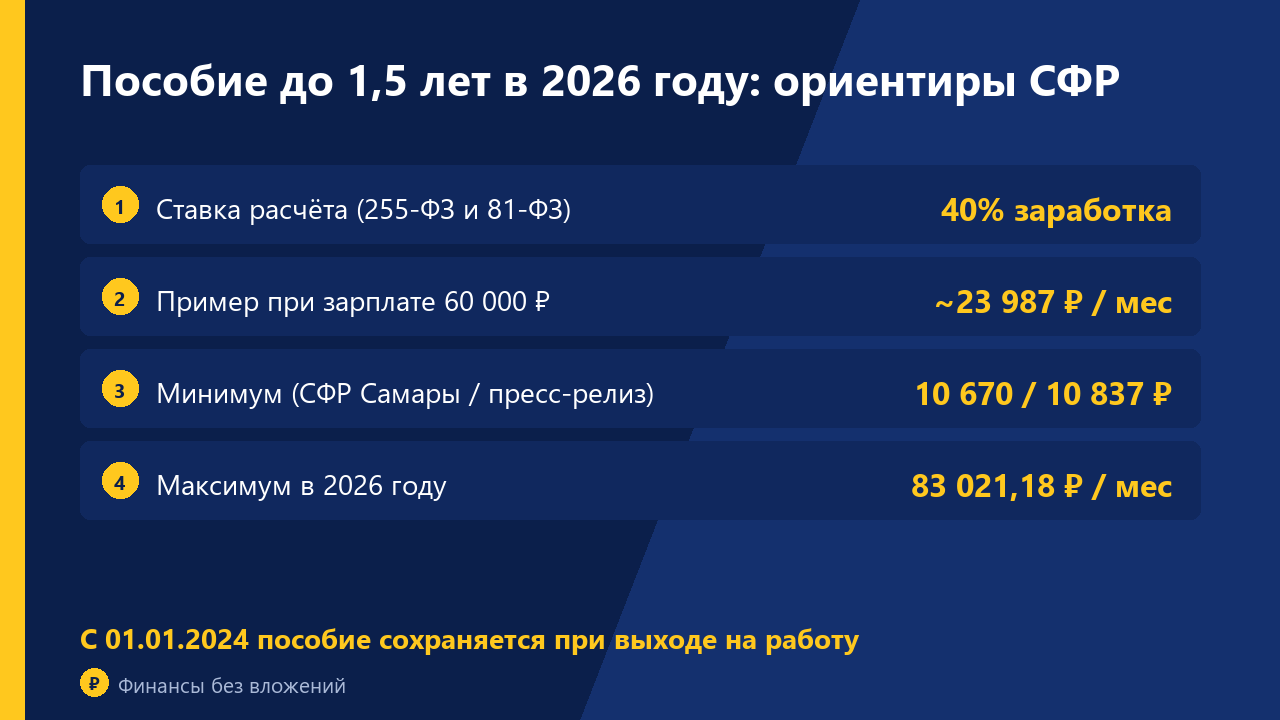 Пособие до 1,5 лет в 2026 году: ориентиры СФР
1 Ставка расчёта (255-ФЗ и 81-ФЗ) 40% заработка
2 Пример при зарплате 60 000 ₽ ~23 987 ₽ / мес
3 Минимум (СФР Самары / пресс-релиз) 10 670 / 10 837 ₽
4 Максимум в 2026 году 83 021,18 ₽ / мес
С 01.01.2024 пособие сохраняется при выходе на работу
₽ Финансы без вложений